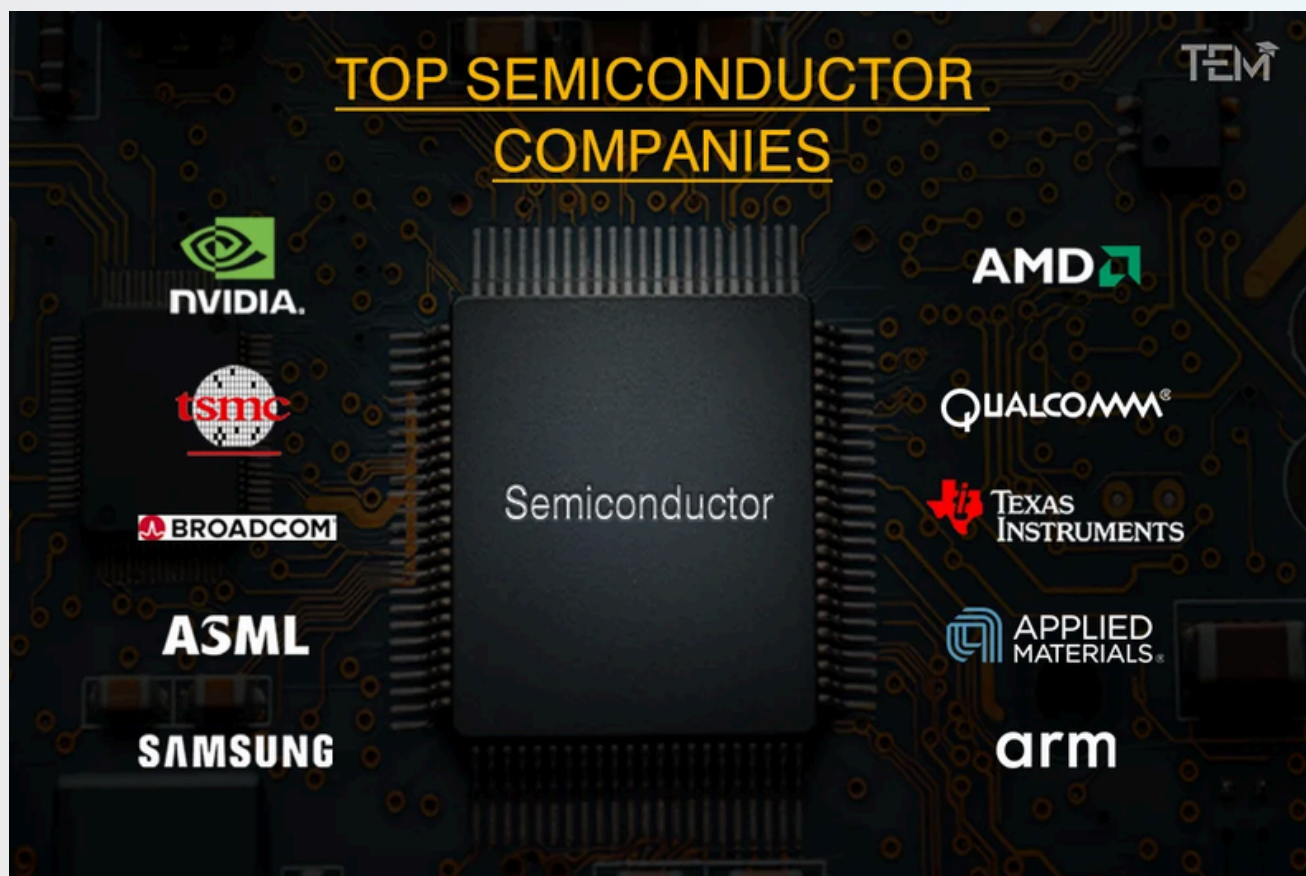 TOP SEMICONDUCTOR
COMPANIES
TEM
NVIDIA.
AMD
tsmc
QUALCOMM®
Semiconductor
TEXAS
INSTRUMENTS
BROADCOM
ASML
APPLIED
MATERIALS®
SAMSUNG
arm